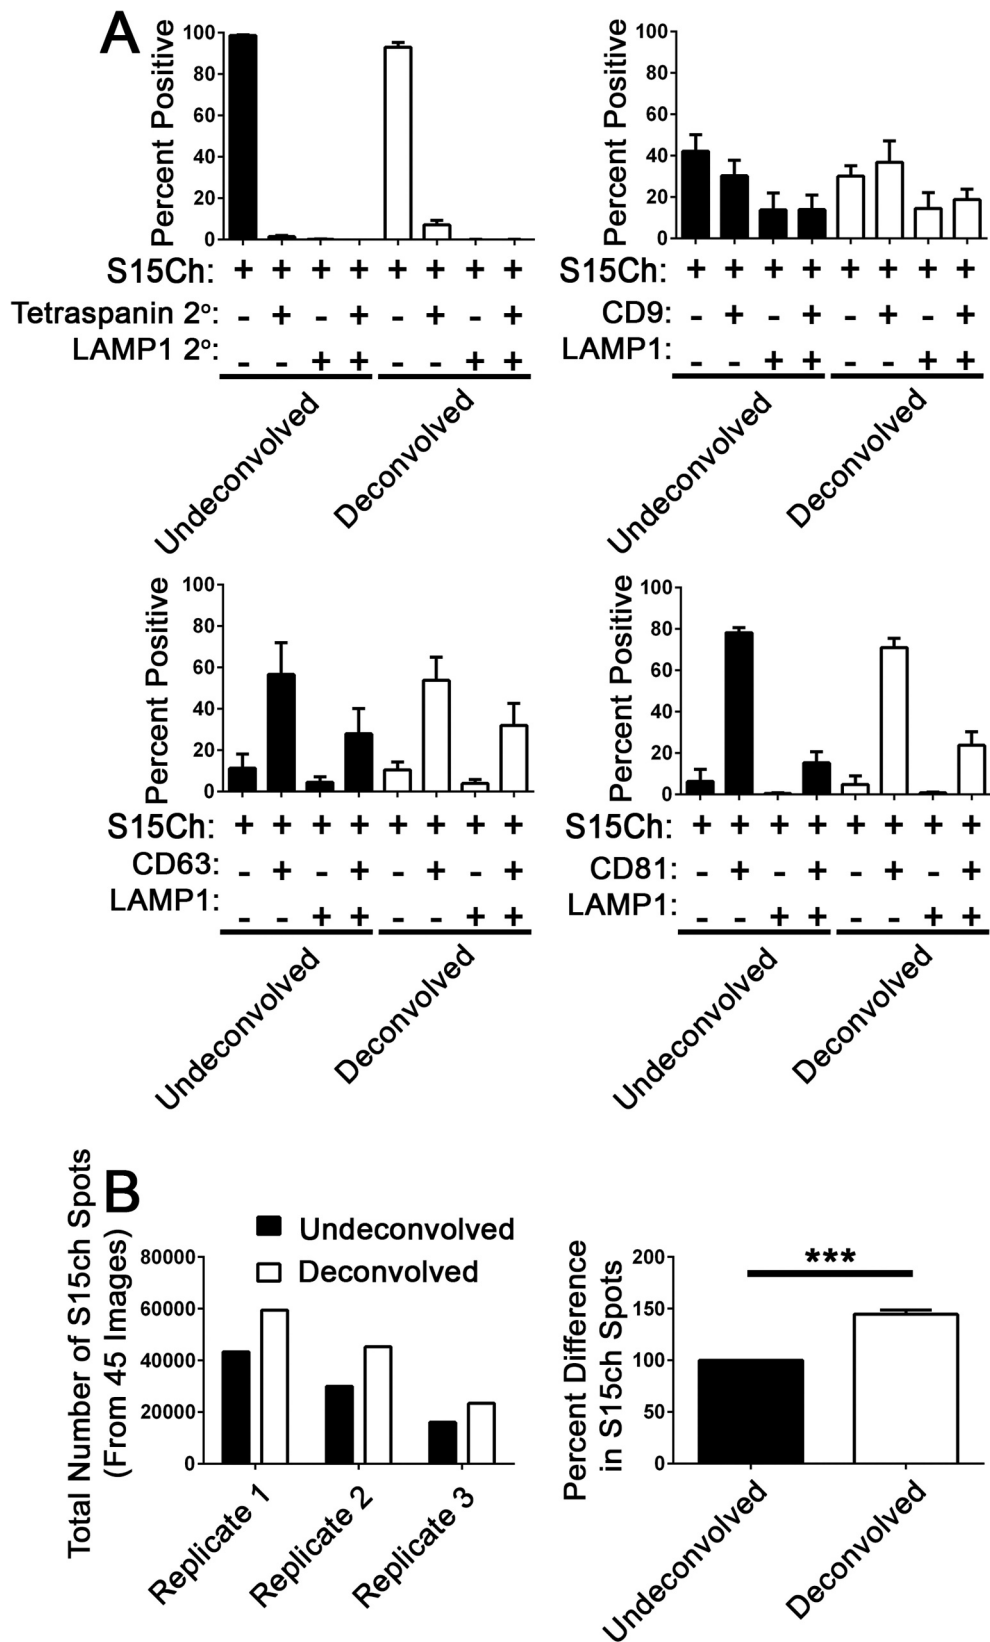 A
Percent Positive
100
80
60
40
20
0
S15Ch: + + + + + + + +
Tetraspanin 2º: - + - + - + - +
LAMP1 2º: - - + + - - + +
Undeconvolved
Deconvolved
Percent Positive
100
80
60
40
20
0
S15Ch: + + + + + + + +
CD9: - + - + - + - +
LAMP1: - - + + - - + +
Undeconvolved
Deconvolved
Percent Positive
100
80
60
40
20
0
S15Ch: + + + + + + + +
CD63: - + - + - + - +
LAMP1: - - + + - - + +
Undeconvolved
Deconvolved
Percent Positive
100
80
60
40
20
0
S15Ch: + + + + + + + +
CD81: - + - + - + - +
LAMP1: - - + + - - + +
Undeconvolved
Deconvolved
B
Total Number of S15ch Spots
(From 45 Images)
Undeconvolved
Deconvolved
80000
60000
40000
20000
0
Replicate 1
Replicate 2
Replicate 3
Percent Difference
in S15ch Spots
200
150
100
50
0
***
Undeconvolved
Deconvolved